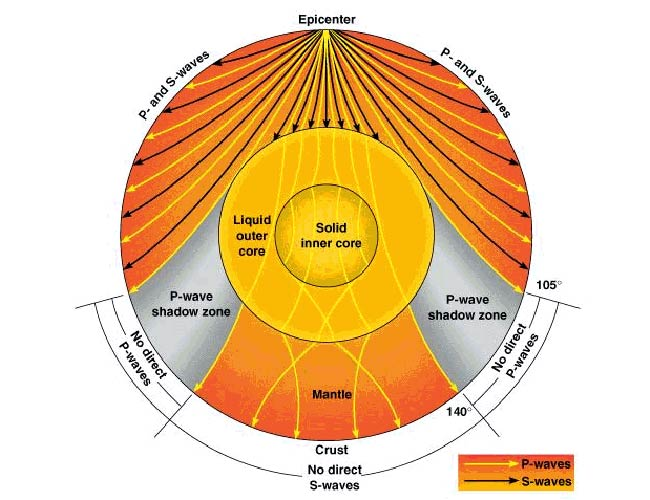 Epicenter
P- and S-waves
P- and S-waves
Liquid
outer
core
Solid
inner core
P-wave
shadow zone
P-wave
shadow zone
105°
No direct
P-waves
No direct
P-waves
Mantle
140°
Crust
No direct
S-waves
P-waves
S-waves